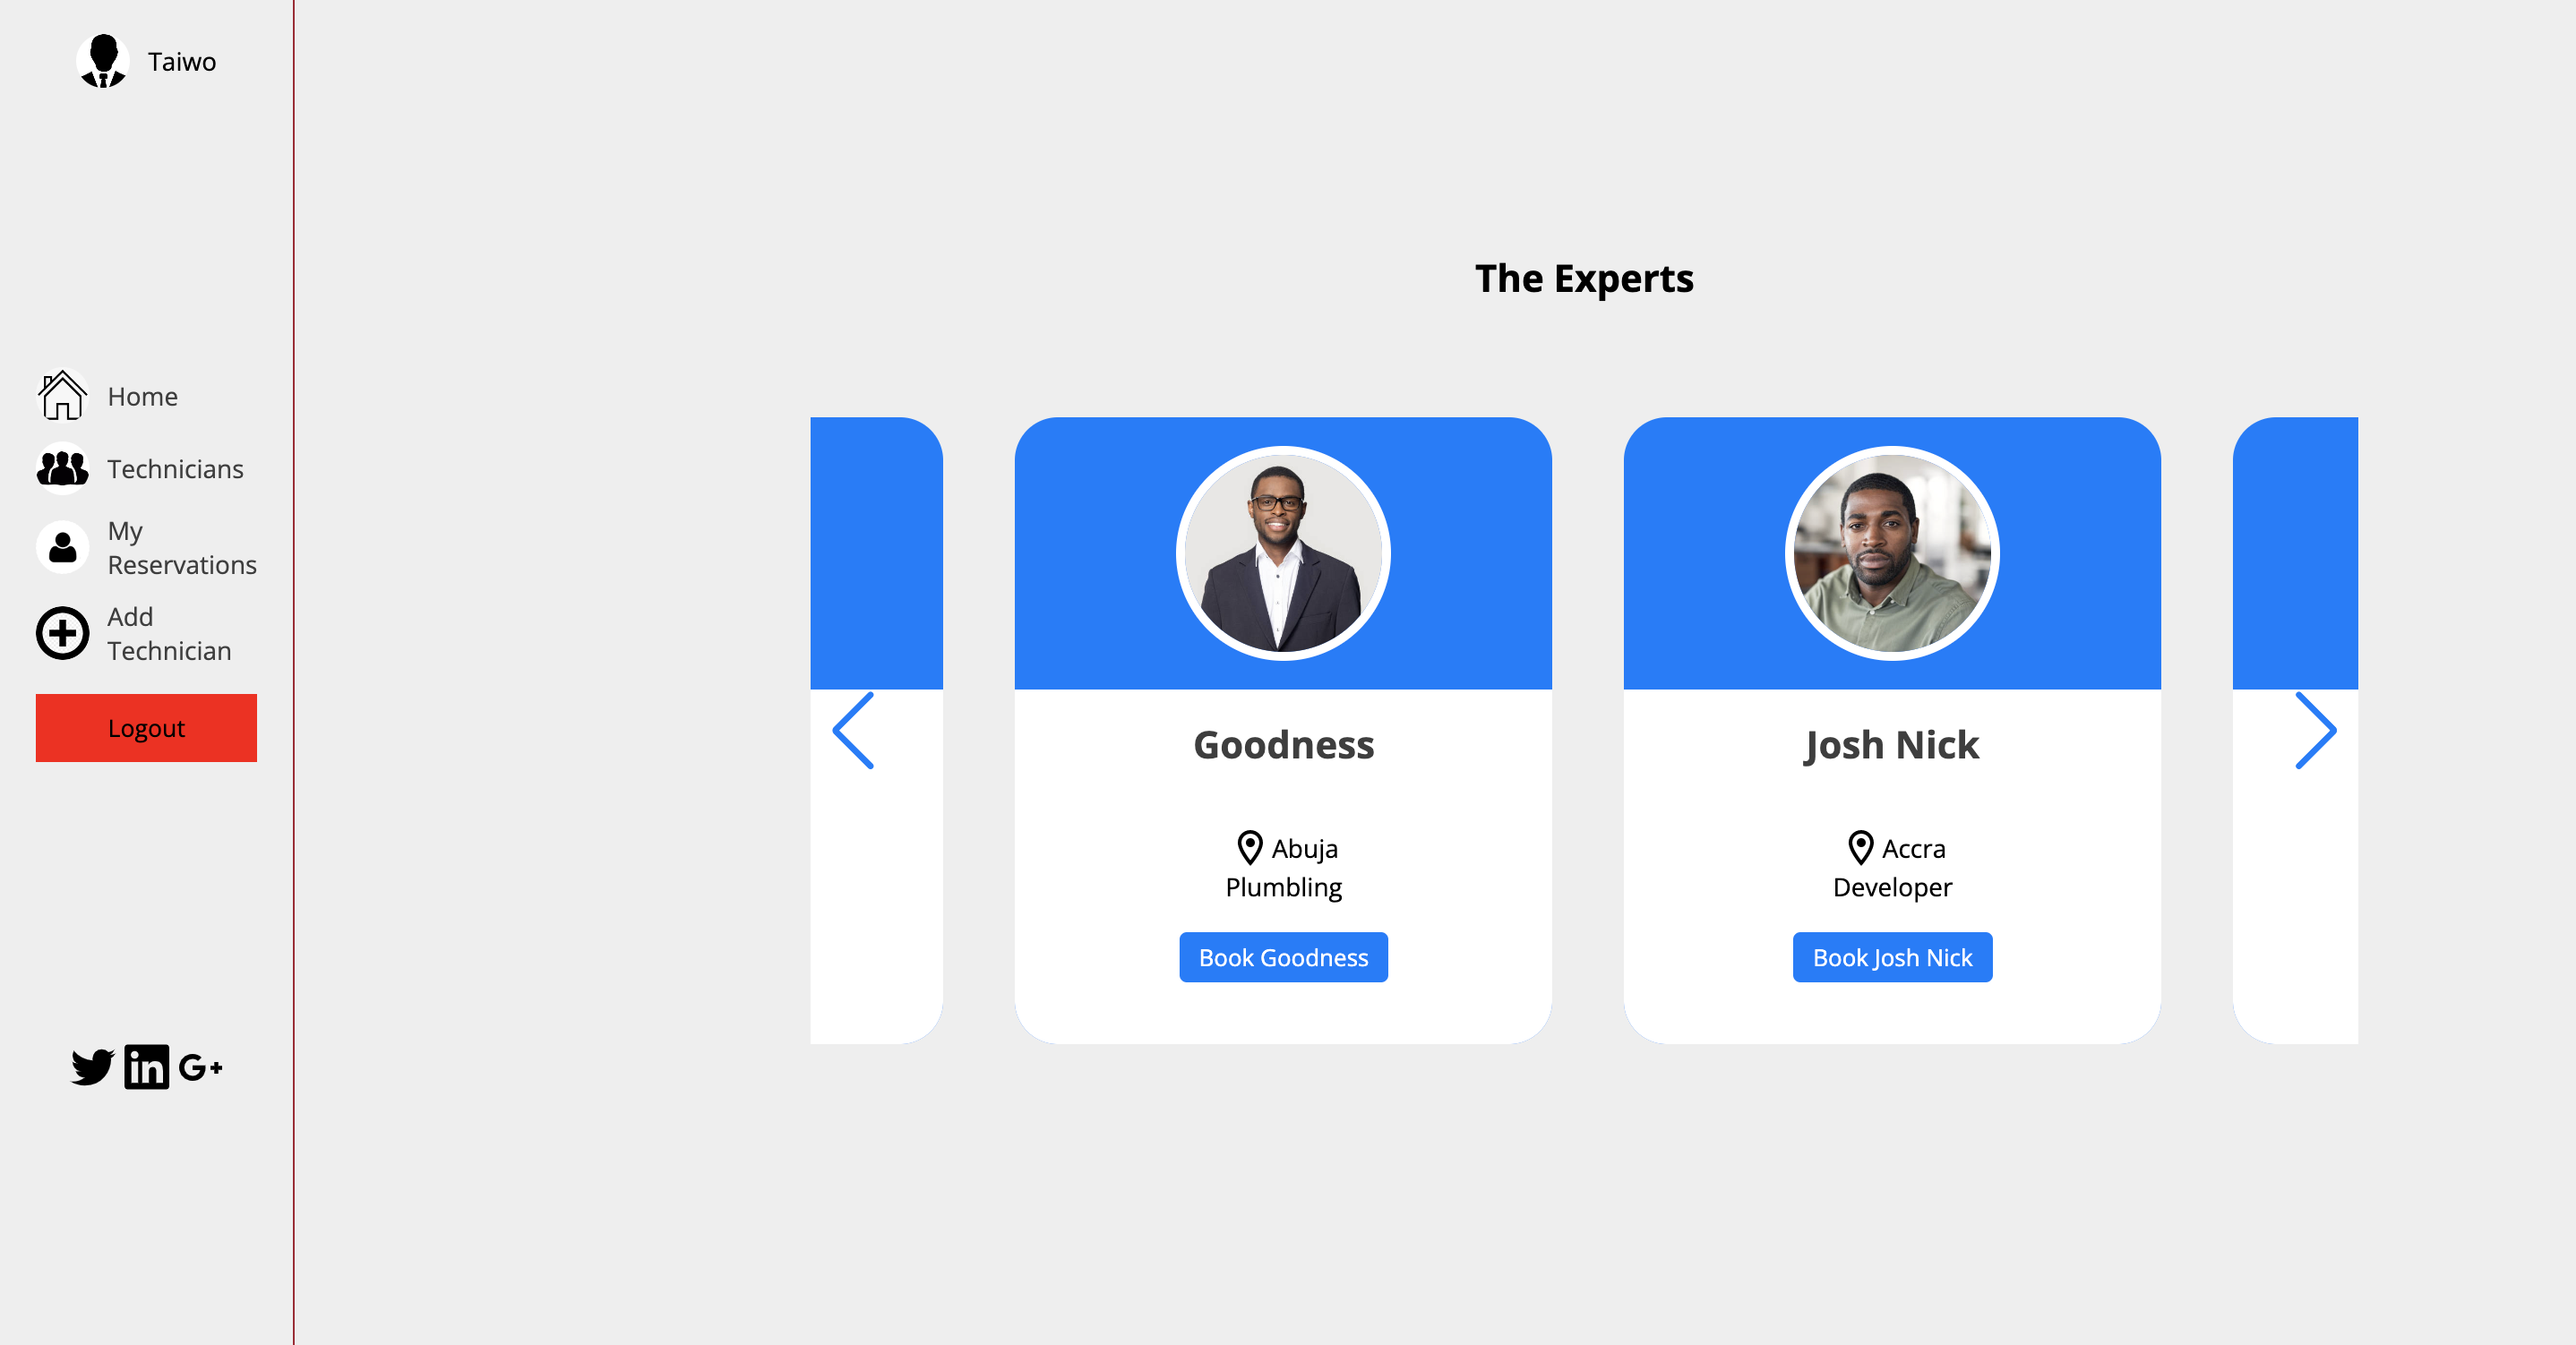 Taiwo
Home
Technicians
My
Reservations
Add
Technician
Logout
The Experts
Goodness
Abuja
Plumbling
Book Goodness
Josh Nick
Accra
Developer
Book Josh Nick
in
G+